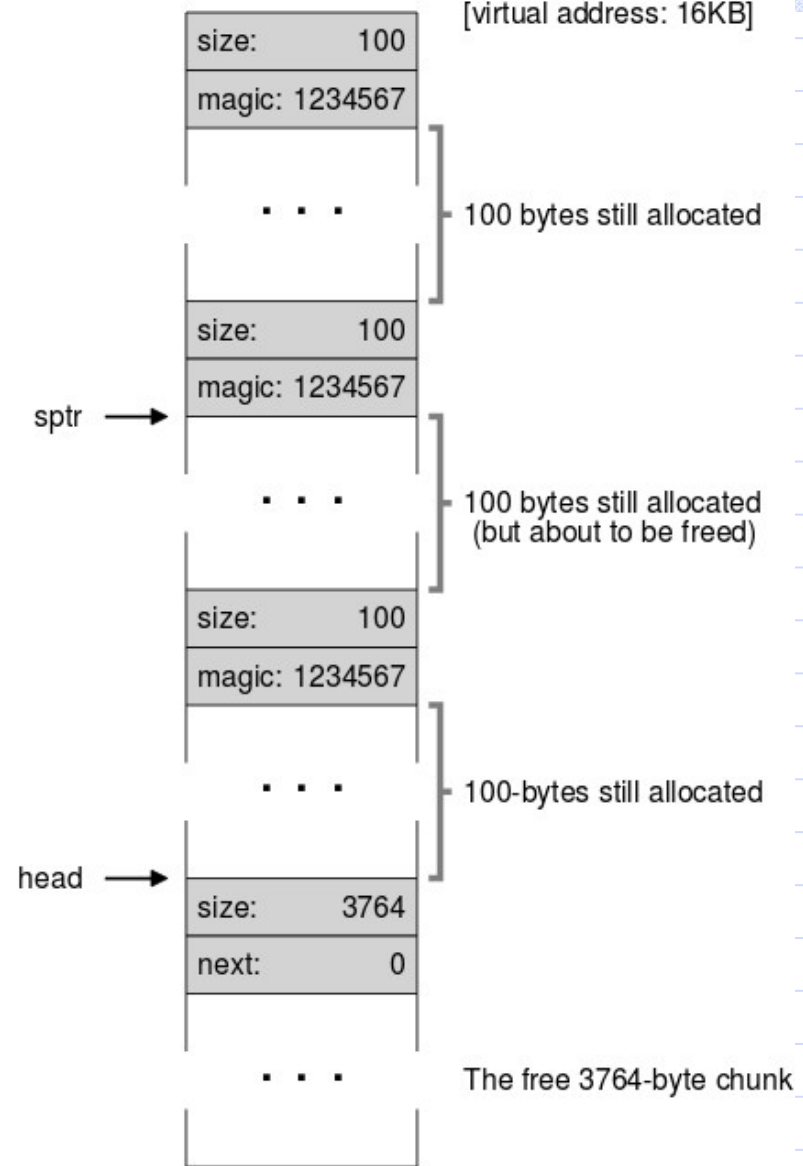 [virtual address: 16KB]
size: 100
magic: 1234567
. . .
100 bytes still allocated
size: 100
magic: 1234567
sptr
. . .
100 bytes still allocated
(but about to be freed)
size: 100
magic: 1234567
. . .
100-bytes still allocated
head
size: 3764
next: 0
. . .
The free 3764-byte chunk